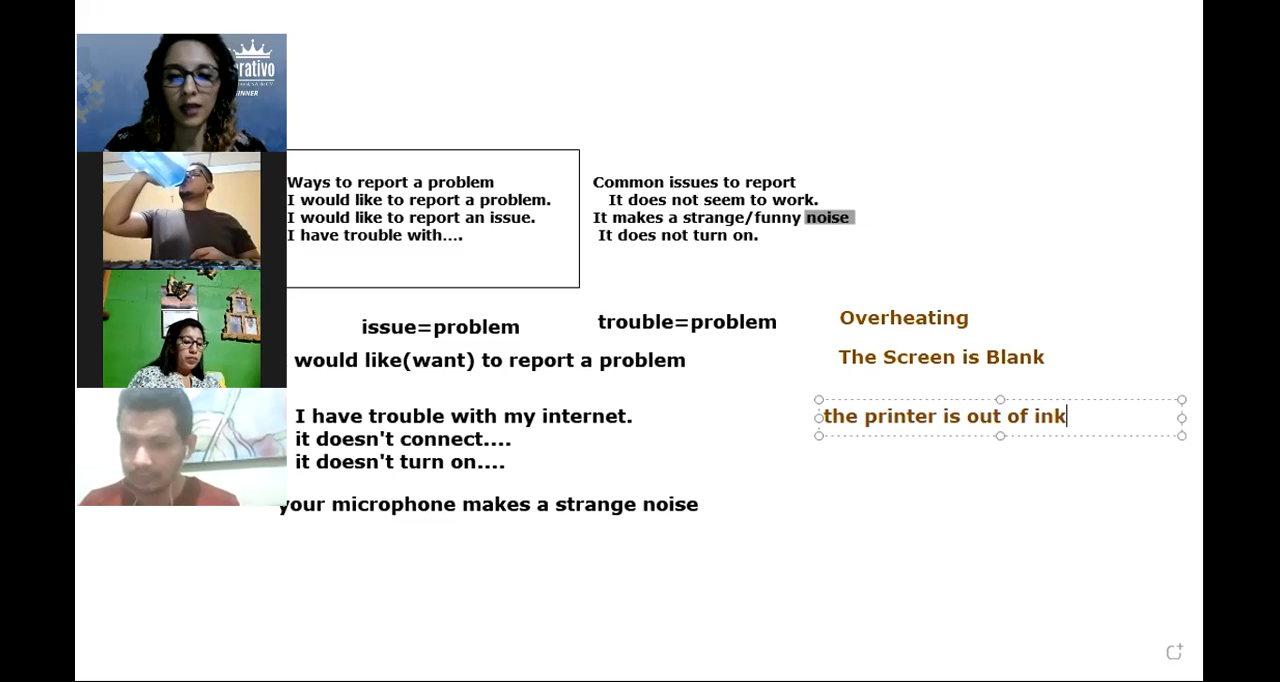 rativo
INNER
Ways to report a problem
I would like to report a problem.
I would like to report an issue.
I have trouble with….
Common issues to report
It does not seem to work.
It makes a strange/funny noise
It does not turn on.
issue=problem
trouble=problem
would like(want) to report a problem
I have trouble with my internet.
it doesn't connect....
it doesn't turn on....
your microphone makes a strange noise
Overheating
The Screen is Blank
the printer is out of ink